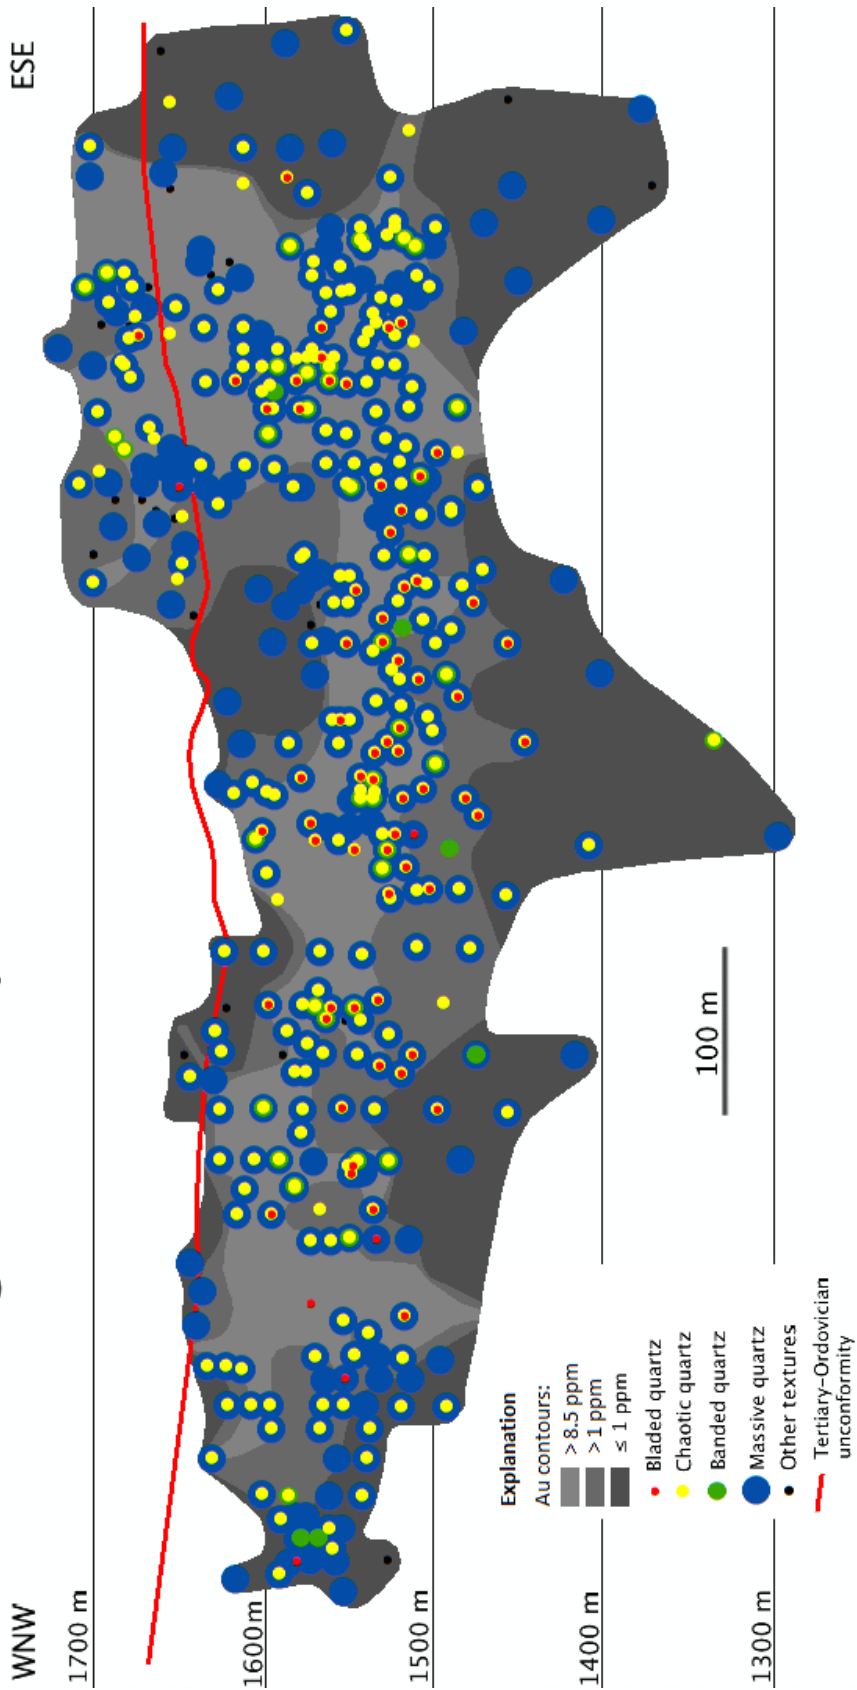 WNW
ESE
1700 m
1600m
1500 m
1400 m
1300 m
100 m
Explanation
Au contours:
> 8.5 ppm
> 1 ppm
≤ 1 ppm
Bladed quartz
Chaotic quartz
Banded quartz
Massive quartz
Other textures
Tertiary–Ordovician
unconformity